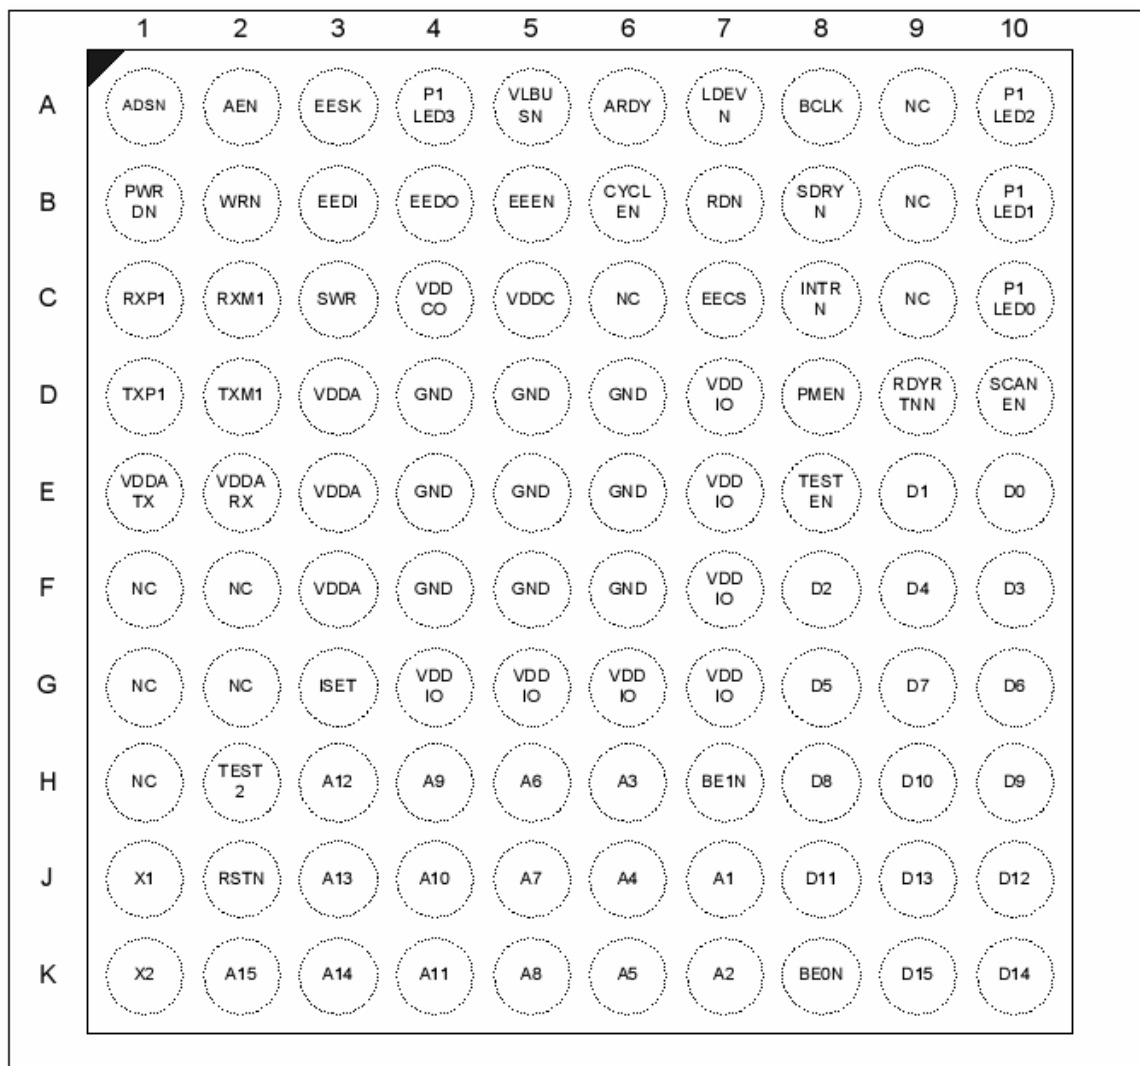 1 2 3 4 5 6 7 8 9 10
A ADSN AEN EESK P1 LED3 VLBU SN ARDY LDEV N BCLK NC P1 LED2
B PWR DN WRN EEDI EEDO EEEN CYCL EN RDN SDRY N NC P1 LED1
C RXP1 RXM1 SWR VDD CO VDDC NC EECS INTR N NC P1 LED0
D TXP1 TXM1 VDDA GND GND GND VDD IO PMEN RDYR TNN SCAN EN
E VDDA TX VDDA RX VDDA GND GND GND VDD IO TEST EN D1 D0
F NC NC VDDA GND GND GND VDD IO D2 D4 D3
G NC NC ISET VDD IO VDD IO VDD IO VDD IO D5 D7 D6
H NC TEST 2 A12 A9 A6 A3 BE1N D8 D10 D9
J X1 RSTN A13 A10 A7 A4 A1 D11 D13 D12
K X2 A15 A14 A11 A8 A5 A2 BE0N D15 D14